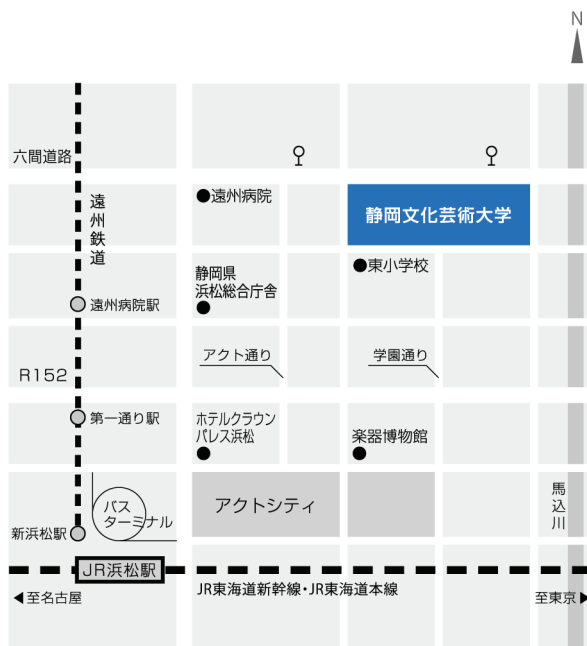 N
六間道路
遠州鉄道
遠州病院
静岡文化芸術大学
静岡県
浜松総合庁舎
東小学校
遠州病院駅
アクト通り
学園通り
R152
第一通り駅
ホテルクラウン
パレス浜松
楽器博物館
バス
ターミナル
アクトシティ
馬込川
新浜松駅
JR浜松駅
JR東海道新幹線・JR東海道本線
◀至名古屋
至東京▶